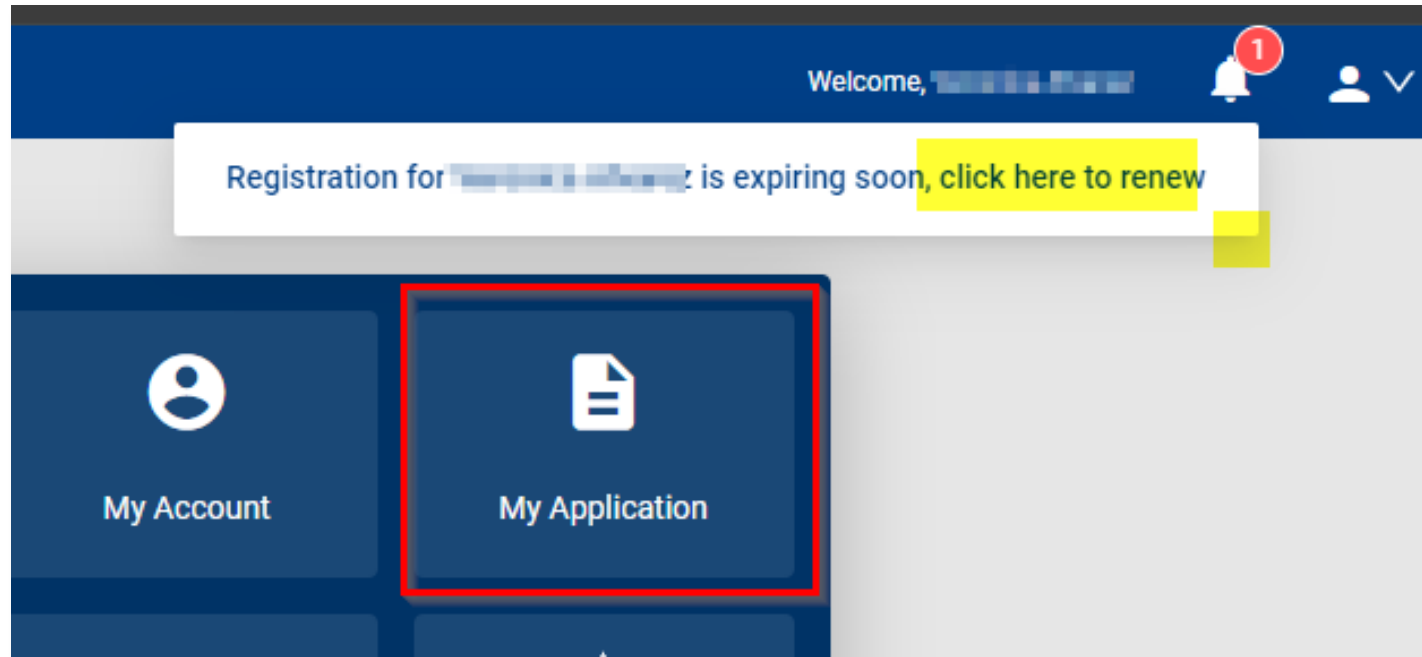 1
Welcome,
Registration for is expiring soon, click here to renew
My Account
My Application